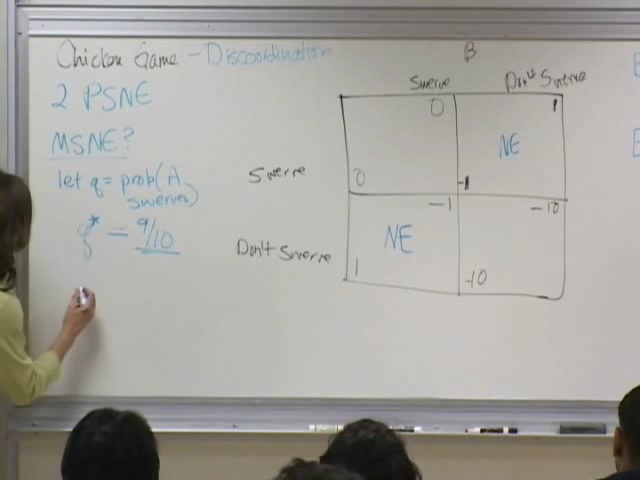 Chicken Game - Discoordination
2 PSNE
MSNE?
let q = prob(A
swerves)
q* = 9/10
B
Swerve Don't Swerve
0 1
NE
Swerve 0 -1
-1 -10
NE
Don't Swerve
1 -10